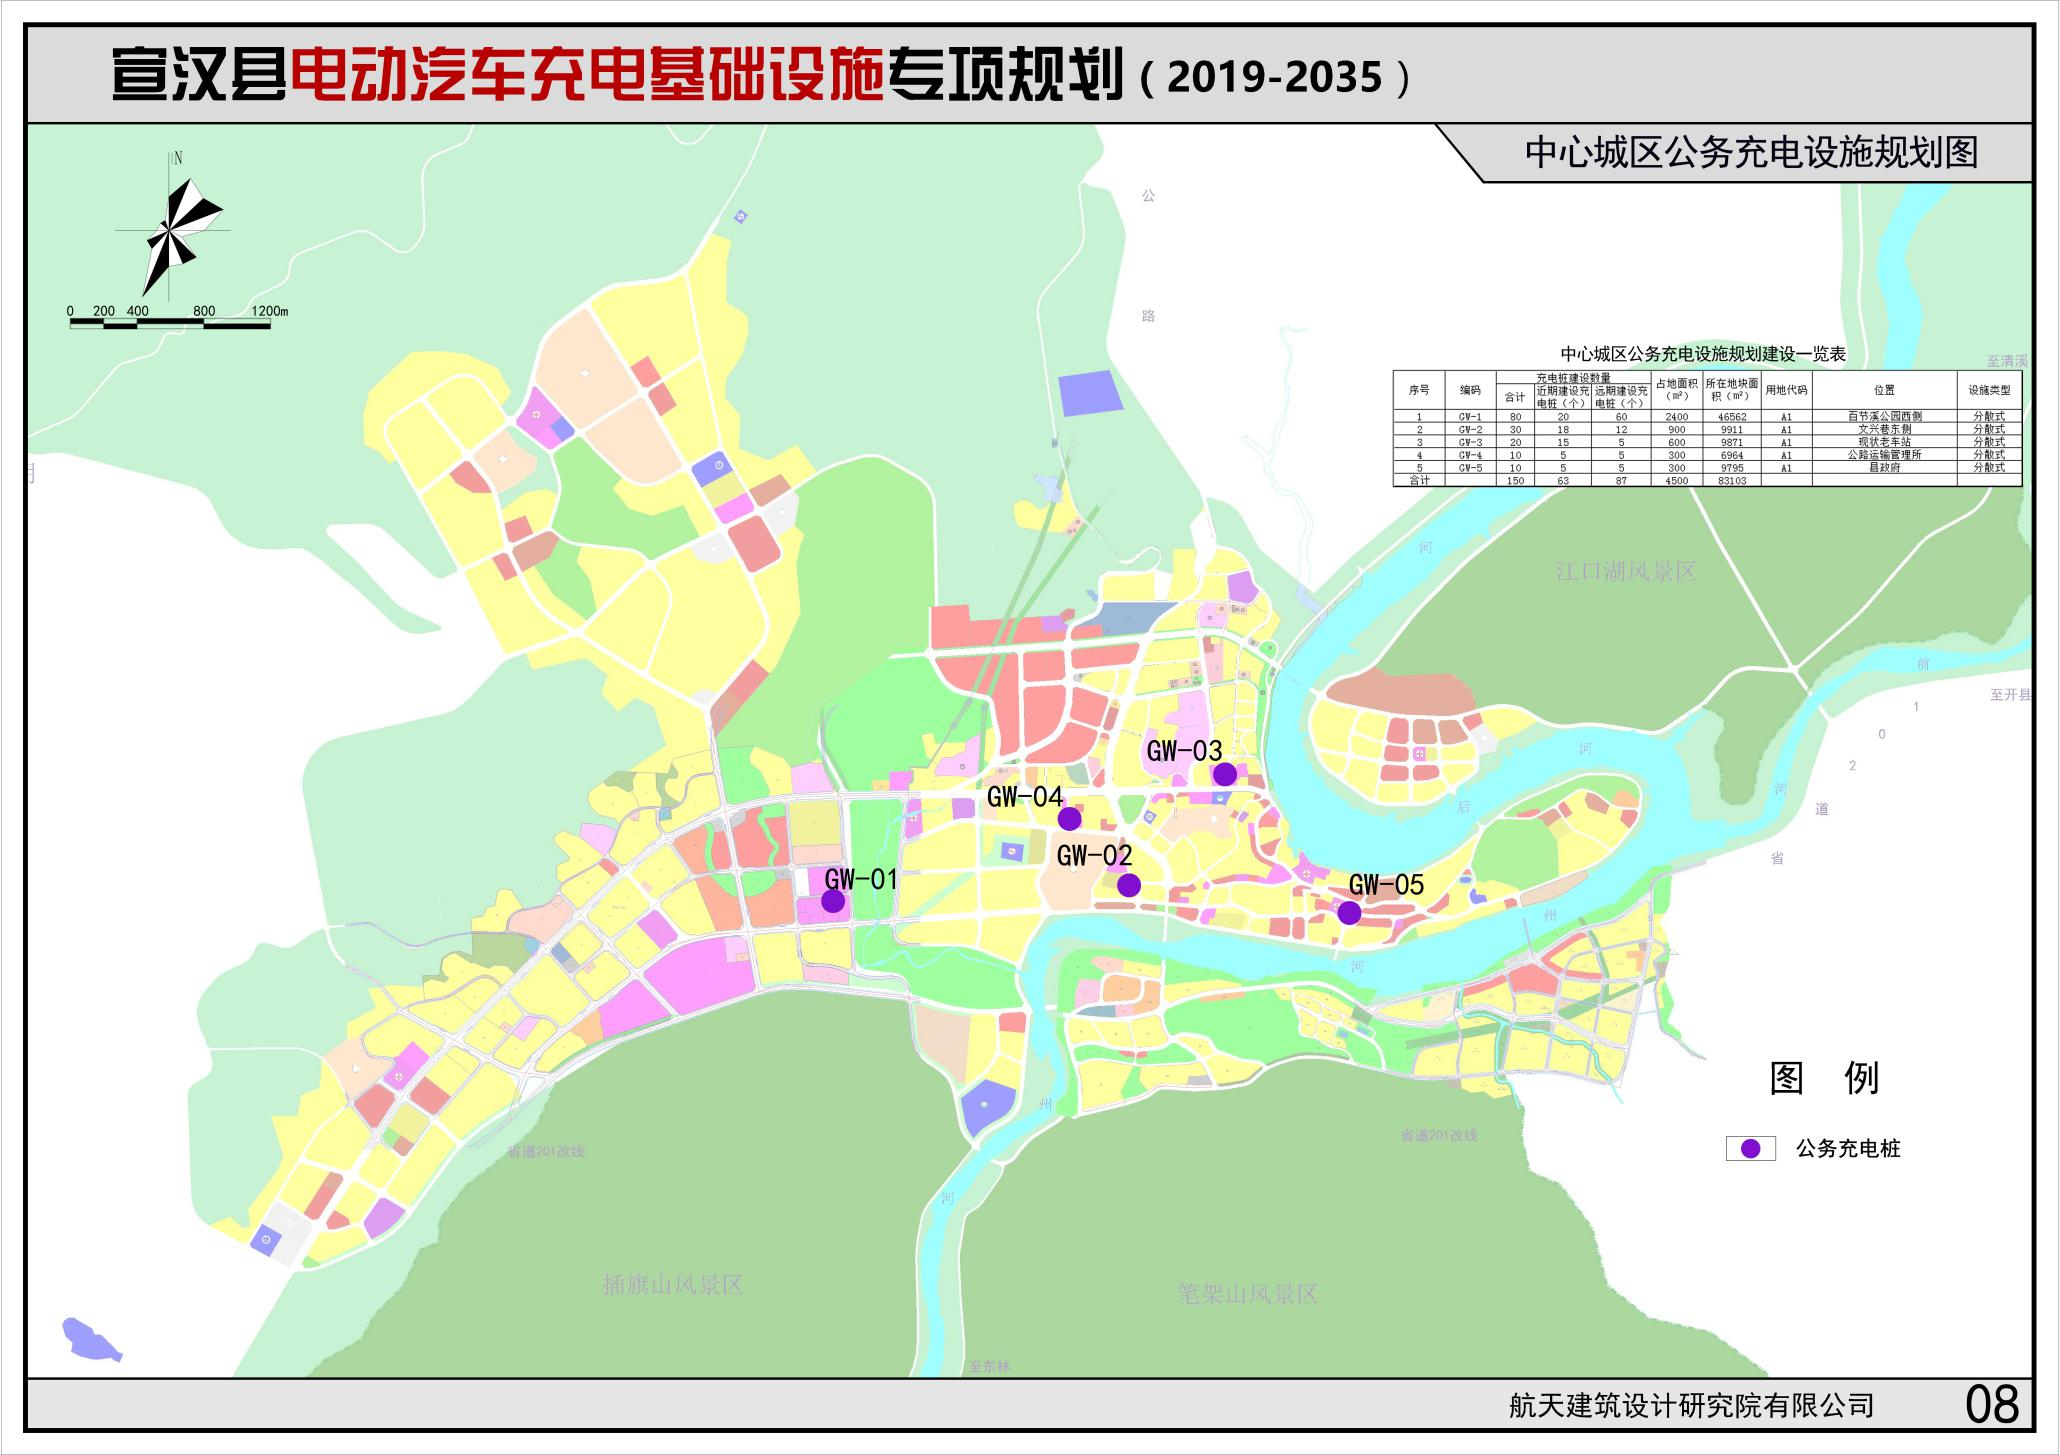 宣汉县电动汽车充电基础设施专项规划（2019-2035）
中心城区公务充电设施规划图
N
0 200 400 800 1200m
公
路
至清溪
中心城区公务充电设施规划建设一览表
序号 编码 充电桩建设数量 占地面积（m²） 所在地块面积（m²） 用地代码 位置 设施类型
合计 近期建设充电桩（个） 远期建设充电桩（个）
1 GW-1 80 20 60 2400 46562 A1 百节溪公园西侧 分散式
2 GW-2 30 18 12 900 9911 A1 文兴巷东侧 分散式
3 GW-3 20 15 5 600 9871 A1 现状老车站 分散式
4 GW-4 10 5 5 300 6964 A1 公路运输管理所 分散式
5 GW-5 10 5 5 300 9795 A1 县政府 分散式
合计 150 63 87 4500 83103
河
江口湖风景区
前
至开县
1
0
2
道
省
河
河
后
GW-03
GW-04
GW-02
GW-01
GW-05
州
河
州
河
省道201改线
省道201改线
插旗山风景区
笔架山风景区
至东林
图 例
公务充电桩
航天建筑设计研究院有限公司
08